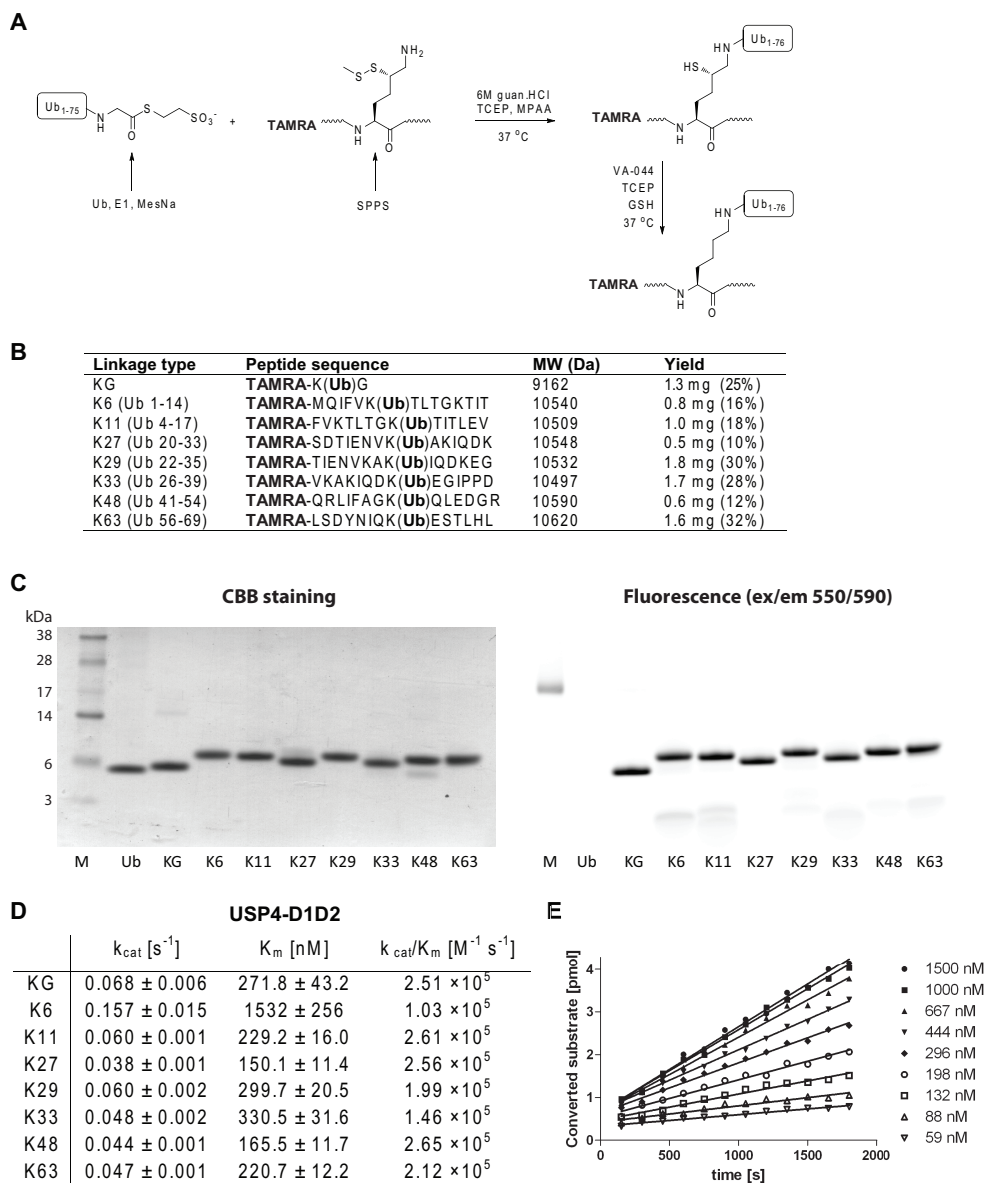 A
Ub1-75
N
H
O
S
SO3-
+
TAMRA
S
S
NH2
N
H
O
6M guan.HCl
TCEP, MPAA
37 °C
HN
Ub1-76
HS
TAMRA
N
H
O
Ub, E1, MesNa
SPPS
VA-044
TCEP
GSH
37 °C
HN
Ub1-76
TAMRA
N
H
O
B
Linkage type Peptide sequence MW (Da) Yield
KG TAMRA-K(Ub)G 9162 1.3 mg (25%)
K6 (Ub 1-14) TAMRA-MQIFVK(Ub)TLTGKTIT 10540 0.8 mg (16%)
K11 (Ub 4-17) TAMRA-FVKTLTGK(Ub)TITLEV 10509 1.0 mg (18%)
K27 (Ub 20-33) TAMRA-SDTIENVK(Ub)AKIQDK 10548 0.5 mg (10%)
K29 (Ub 22-35) TAMRA-TIENVKAK(Ub)IQDKEG 10532 1.8 mg (30%)
K33 (Ub 26-39) TAMRA-VKAKIQDK(Ub)EGIPPD 10497 1.7 mg (28%)
K48 (Ub 41-54) TAMRA-QRLIFAGK(Ub)QLEDGR 10590 0.6 mg (12%)
K63 (Ub 56-69) TAMRA-LSDYNIQK(Ub)ESTLHL 10620 1.6 mg (32%)
C
CBB staining
Fluorescence (ex/em 550/590)
kDa
38
28
17
14
6
3
M Ub KG K6 K11 K27 K29 K33 K48 K63
M Ub KG K6 K11 K27 K29 K33 K48 K63
D
USP4-D1D2
kcat [s-1] Km [nM] kcat/Km [M-1 s-1]
KG 0.068 ± 0.006 271.8 ± 43.2 2.51 ×10^5
K6 0.157 ± 0.015 1532 ± 256 1.03 ×10^5
K11 0.060 ± 0.001 229.2 ± 16.0 2.61 ×10^5
K27 0.038 ± 0.001 150.1 ± 11.4 2.56 ×10^5
K29 0.060 ± 0.002 299.7 ± 20.5 1.99 ×10^5
K33 0.048 ± 0.002 330.5 ± 31.6 1.46 ×10^5
K48 0.044 ± 0.001 165.5 ± 11.7 2.65 ×10^5
K63 0.047 ± 0.001 220.7 ± 12.2 2.12 ×10^5
E
Converted substrate [pmol]
4
3
2
1
0
0 500 1000 1500 2000
time [s]
1500 nM
1000 nM
667 nM
444 nM
296 nM
198 nM
132 nM
88 nM
59 nM